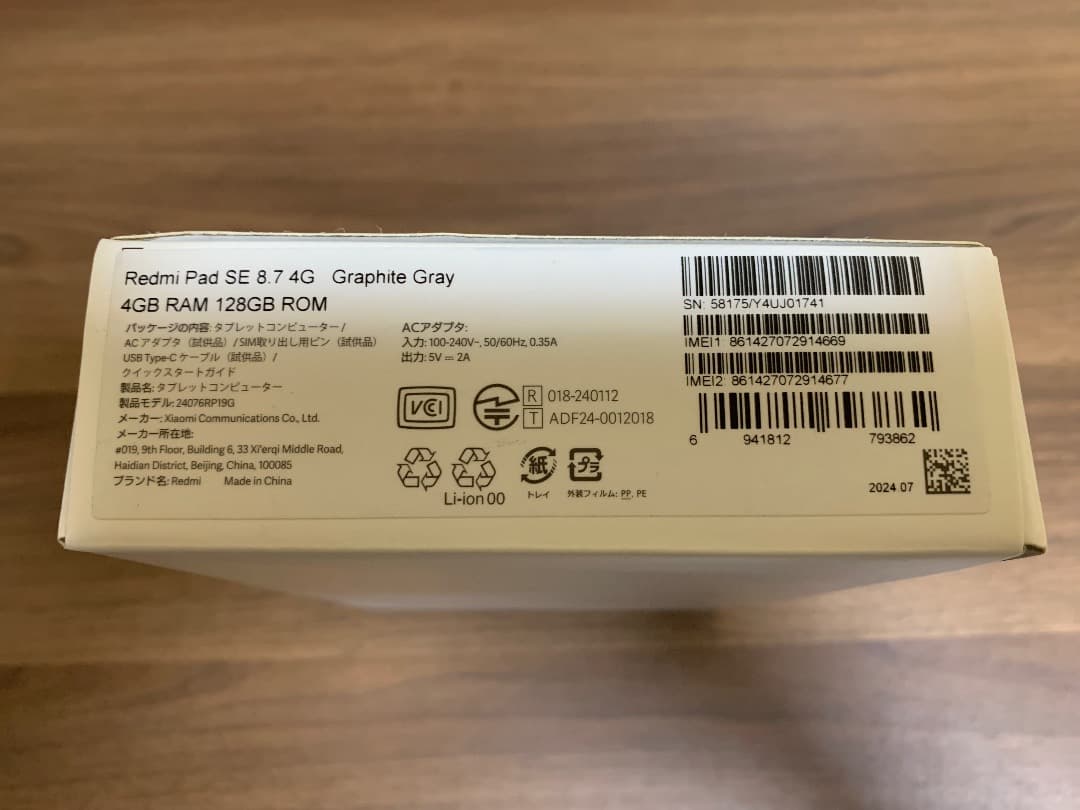 Redmi Pad SE 8.7 4G Graphite Gray
4GB RAM 128GB ROM
パッケージの内容: タブレットコンピューター /
AC アダプタ（試供品）/ SIM取り出し用ピン（試供品）
USB Type-C ケーブル（試供品）/
クイックスタートガイド
製品名: タブレットコンピューター
製品モデル: 24076RP19G
メーカー: Xiaomi Communications Co., Ltd.
メーカー所在地:
#019, 9th Floor, Building 6, 33 Xi'erqi Middle Road,
Haidian District, Beijing, China, 100085
ブランド名: Redmi Made in China
ACアダプタ:
入力: 100-240V~, 50/60Hz, 0.35A
出力: 5V ⎓ 2A
VCCI
R 018-240112
T ADF24-0012018
Li-ion 00
紙
トレイ
プラ
外装フィルム: PP, PE
SN: 58175/Y4UJ01741
IMEI1: 861427072914669
IMEI2: 861427072914677
6 941812 793862
2024.07